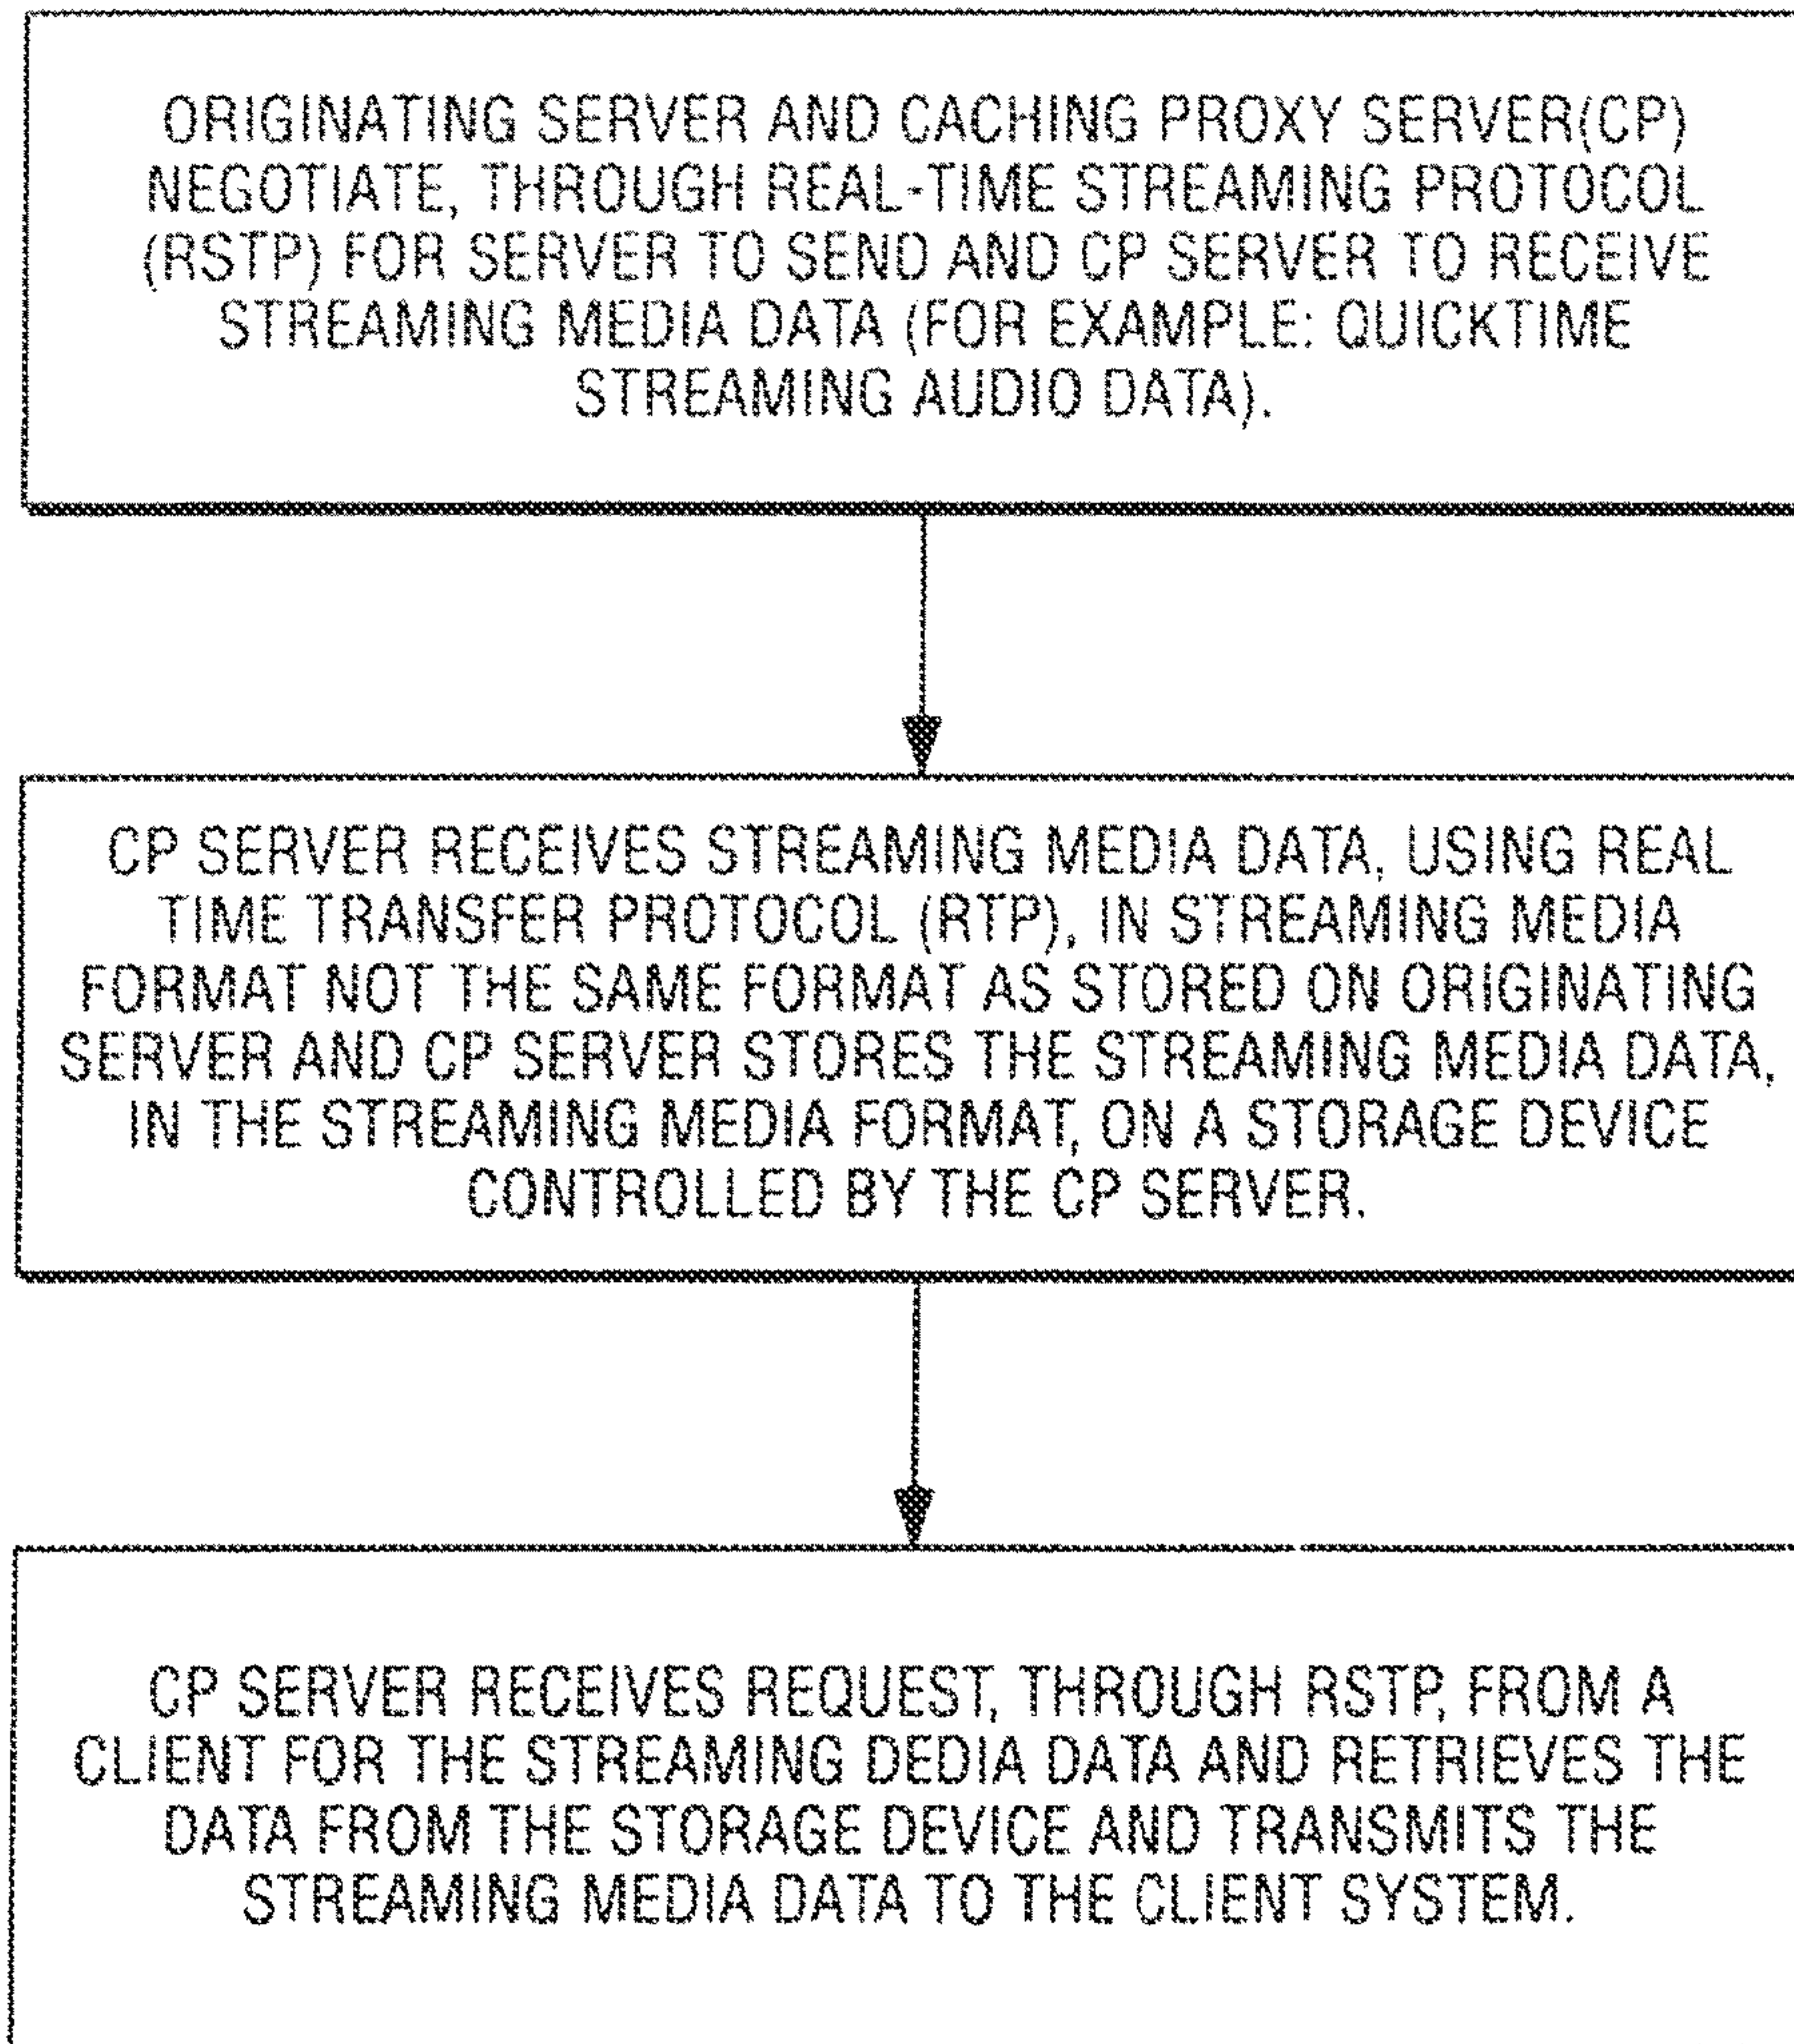 ORIGINATING SERVER AND CACHING PROXY SERVER(CP)
NEGOTIATE, THROUGH REAL-TIME STREAMING PROTOCOL
(RSTP) FOR SERVER TO SEND AND CP SERVER TO RECEIVE
STREAMING MEDIA DATA (FOR EXAMPLE: QUICKTIME
STREAMING AUDIO DATA).
CP SERVER RECEIVES STREAMING MEDIA DATA, USING REAL
TIME TRANSFER PROTOCOL (RTP), IN STREAMING MEDIA
FORMAT NOT THE SAME FORMAT AS STORED ON ORIGINATING
SERVER AND CP SERVER STORES THE STREAMING MEDIA DATA,
IN THE STREAMING MEDIA FORMAT, ON A STORAGE DEVICE
CONTROLLED BY THE CP SERVER.
CP SERVER RECEIVES REQUEST, THROUGH RSTP, FROM A
CLIENT FOR THE STREAMING DEDIA DATA AND RETRIEVES THE
DATA FROM THE STORAGE DEVICE AND TRANSMITS THE
STREAMING MEDIA DATA TO THE CLIENT SYSTEM.